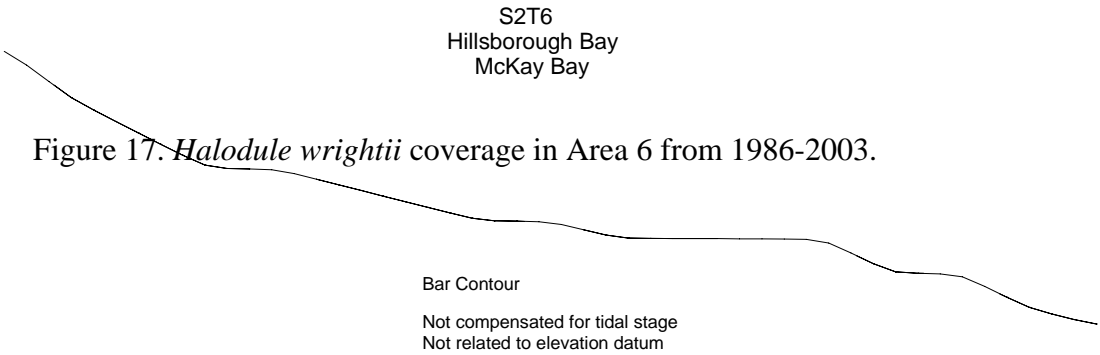 S2T6
Hillsborough Bay
McKay Bay
Figure 17. Halodule wrightii coverage in Area 6 from 1986-2003.
Bar Contour
Not compensated for tidal stage
Not related to elevation datum